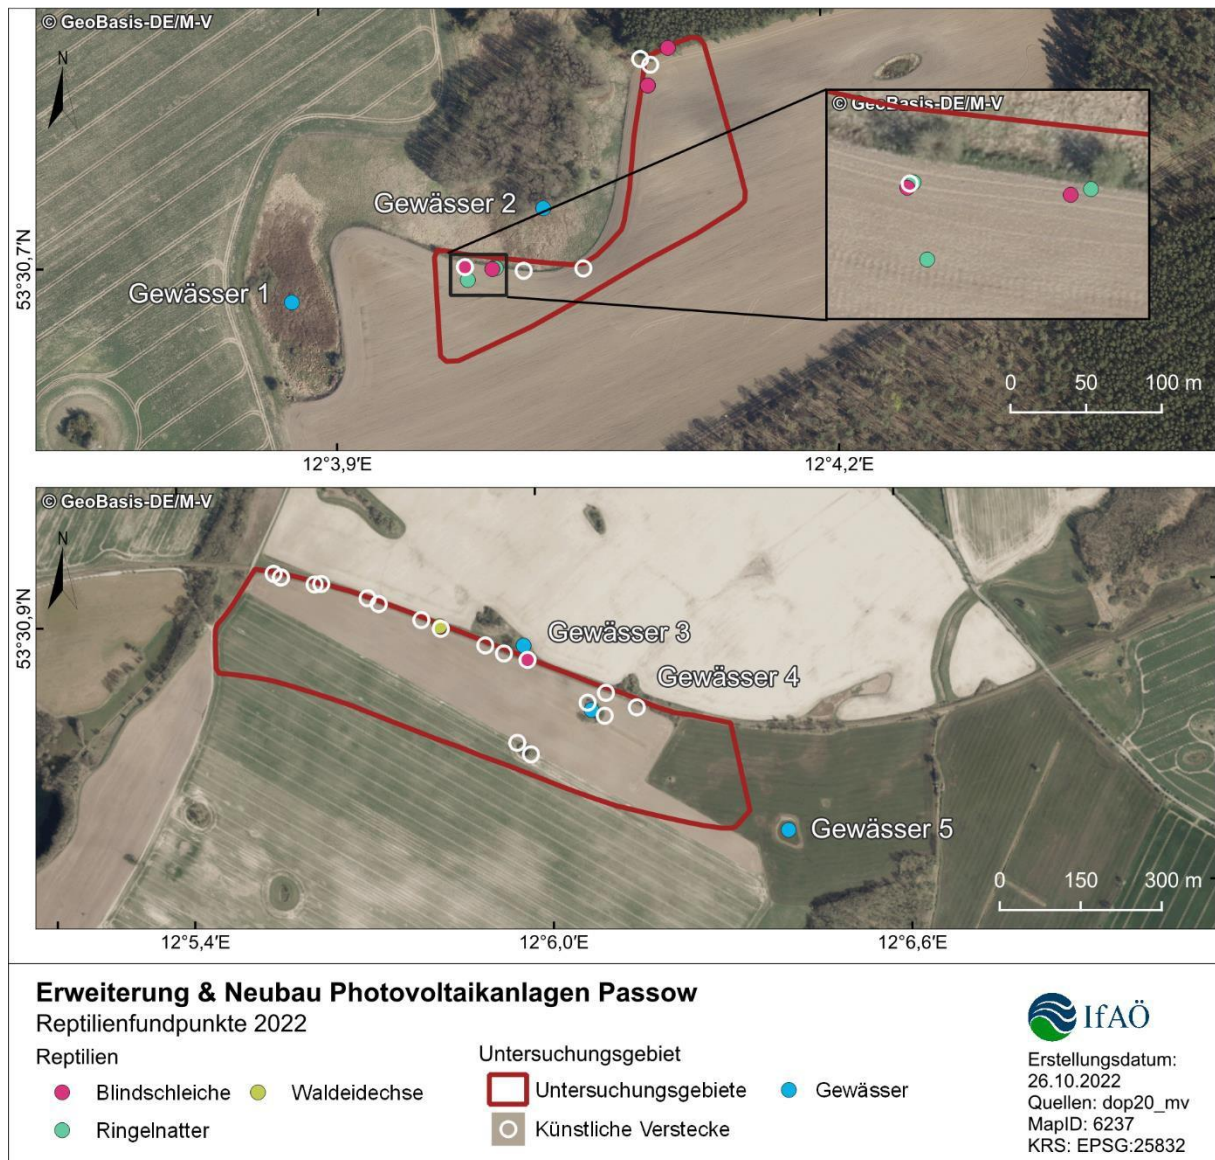 © GeoBasis-DE/M-V
N
© GeoBasis-DE/M-V
Gewässer 2
Gewässer 1
53°30,7′N
0 50 100 m
12°3,9′E 12°4,2′E
© GeoBasis-DE/M-V
N
53°30,9′N
Gewässer 3
Gewässer 4
Gewässer 5
0 150 300 m
12°5,4′E 12°6,0′E 12°6,6′E
Erweiterung & Neubau Photovoltaikanlagen Passow
Reptilienfundpunkte 2022
Reptilien
Blindschleiche Waldeidechse
Ringelnatter
Untersuchungsgebiet
Untersuchungsgebiete Gewässer
Künstliche Verstecke
IfAÖ
Erstellungsdatum:
26.10.2022
Quellen: dop20_mv
MapID: 6237
KRS: EPSG:25832